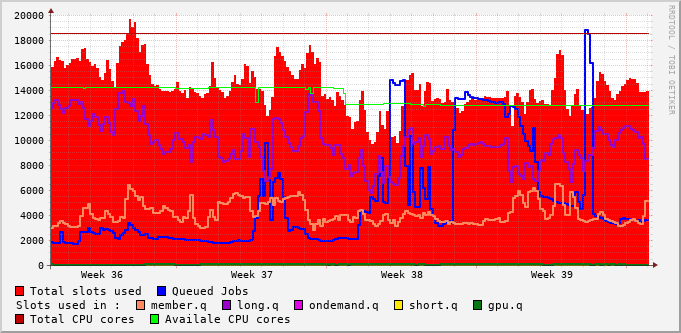 20000
18000
16000
14000
12000
10000
8000
6000
4000
2000
0
Week 36 Week 37 Week 38 Week 39
RRDTOOL / TOBI OETIKER
Total slots used Queued Jobs
Slots used in : member.q long.q ondemand.q short.q gpu.q
Total CPU cores Availale CPU cores